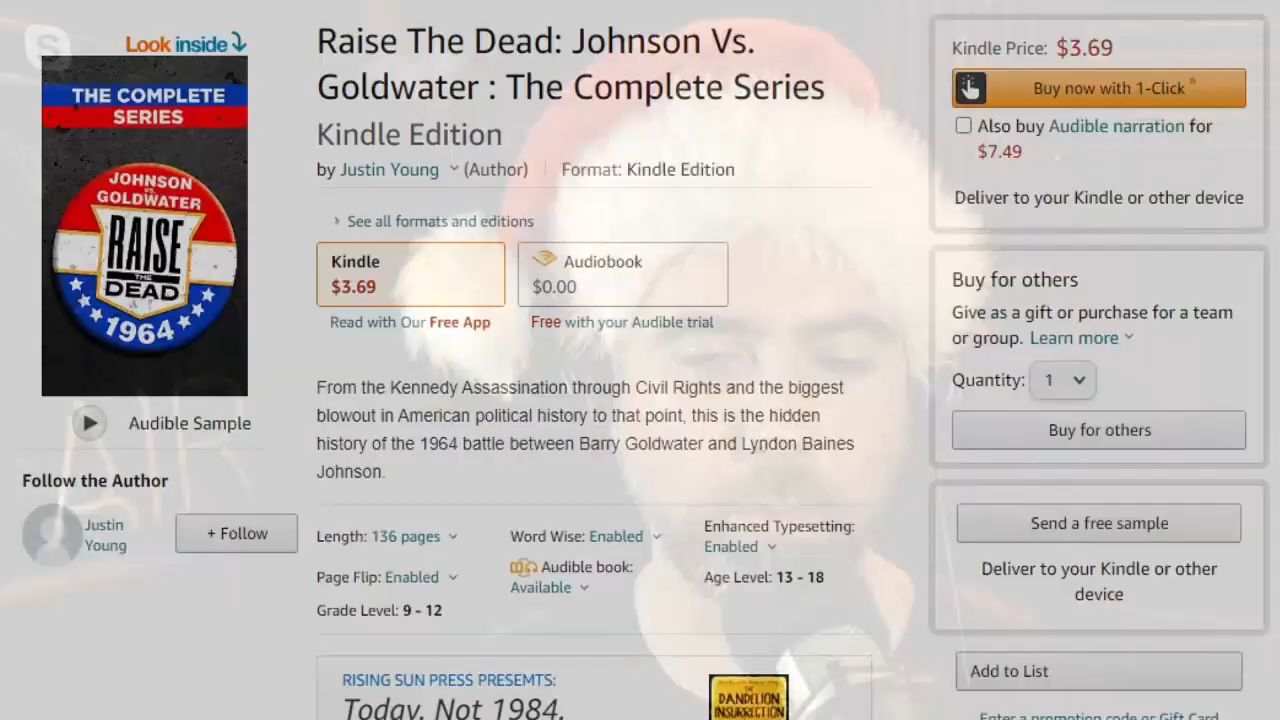 Look inside
THE COMPLETE
SERIES
JOHNSON
VS.
GOLDWATER
RAISE
THE
DEAD
1964
Audible Sample
Follow the Author
Justin
Young
+ Follow
Raise The Dead: Johnson Vs.
Goldwater : The Complete Series
Kindle Edition
by Justin Young (Author) Format: Kindle Edition
› See all formats and editions
Kindle
$3.69
Audiobook
$0.00
Read with Our Free App
Free with your Audible trial
From the Kennedy Assassination through Civil Rights and the biggest
blowout in American political history to that point, this is the hidden
history of the 1964 battle between Barry Goldwater and Lyndon Baines
Johnson.
Length: 136 pages
Word Wise: Enabled
Enhanced Typesetting:
Enabled
Page Flip: Enabled
Audible book:
Available
Age Level: 13 - 18
Grade Level: 9 - 12
RISING SUN PRESS PRESEMTS:
Today. Not 1984.
THE
DANDELION
INSURRECTION
Kindle Price: $3.69
Buy now with 1-Click ®
Also buy Audible narration for
$7.49
Deliver to your Kindle or other device
Buy for others
Give as a gift or purchase for a team
or group. Learn more
Quantity: 1
Buy for others
Send a free sample
Deliver to your Kindle or other
device
Add to List
Enter a promotion code or Gift Card